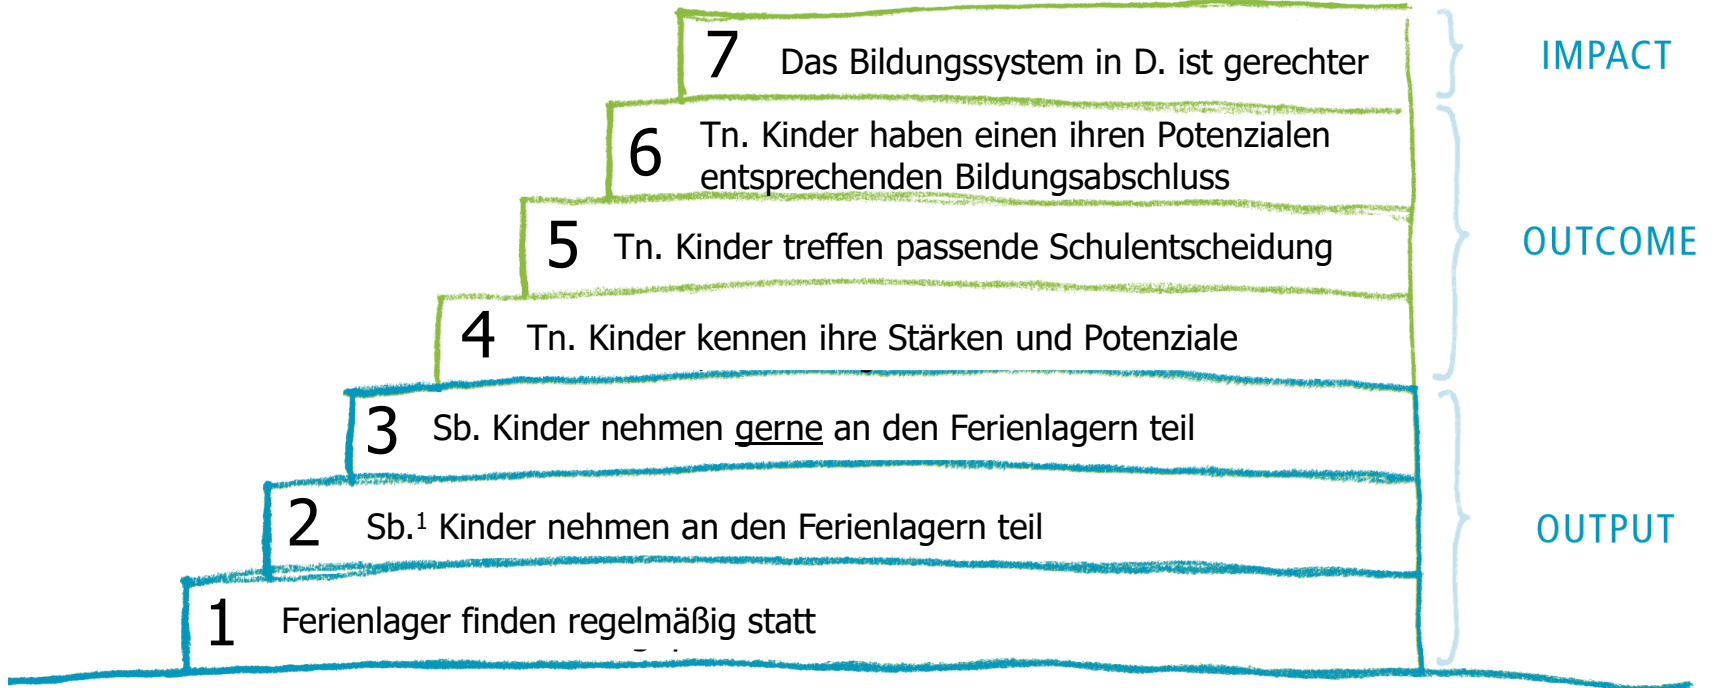 7 Das Bildungssystem in D. ist gerechter
IMPACT
6 Tn. Kinder haben einen ihren Potenzialen
entsprechenden Bildungsabschluss
5 Tn. Kinder treffen passende Schulentscheidung
OUTCOME
4 Tn. Kinder kennen ihre Stärken und Potenziale
3 Sb. Kinder nehmen gerne an den Ferienlagern teil
2 Sb.¹ Kinder nehmen an den Ferienlagern teil
OUTPUT
1 Ferienlager finden regelmäßig statt